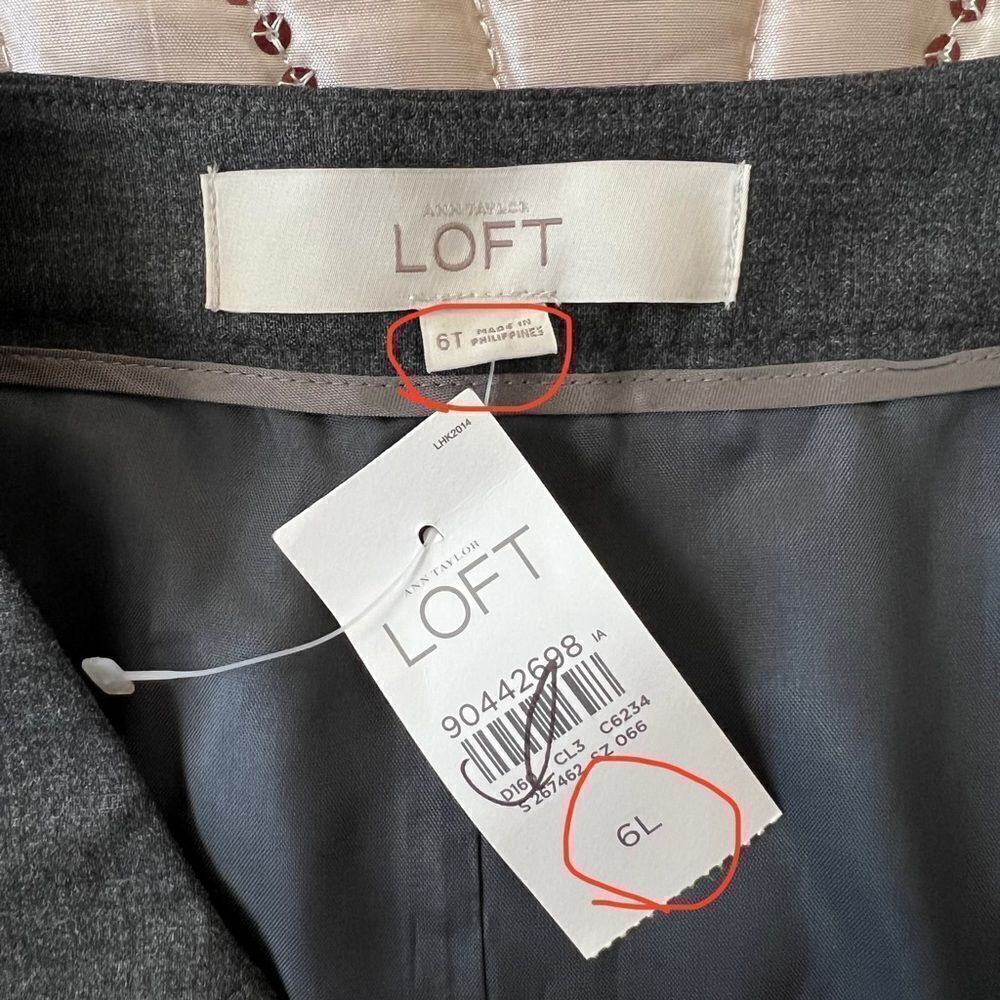 ANN TAYLOR
LOFT
6T MADE IN
PHILIPPINES
LHK2014
ANN TAYLOR
LOFT
90442698 IA
CL3 C6234
S 267462 SZ 066
6L